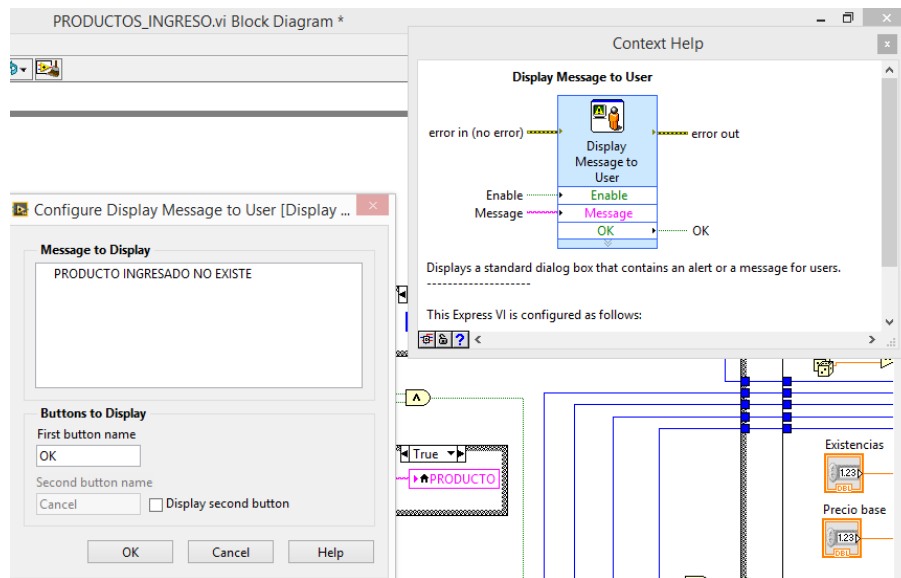 PRODUCTOS_INGRESO.vi Block Diagram *
Context Help
Display Message to User
error in (no error)
error out
Display
Message to
User
Enable
Enable
Message
Message
OK
OK
Displays a standard dialog box that contains an alert or a message for users.
--------------------
This Express VI is configured as follows:
Configure Display Message to User [Display ...
Message to Display
PRODUCTO INGRESADO NO EXISTE
Buttons to Display
First button name
OK
Second button name
Cancel
Display second button
OK
Cancel
Help
True
PRODUCTO
Existencias
1.23
DBL
Precio base
1.23
DBL